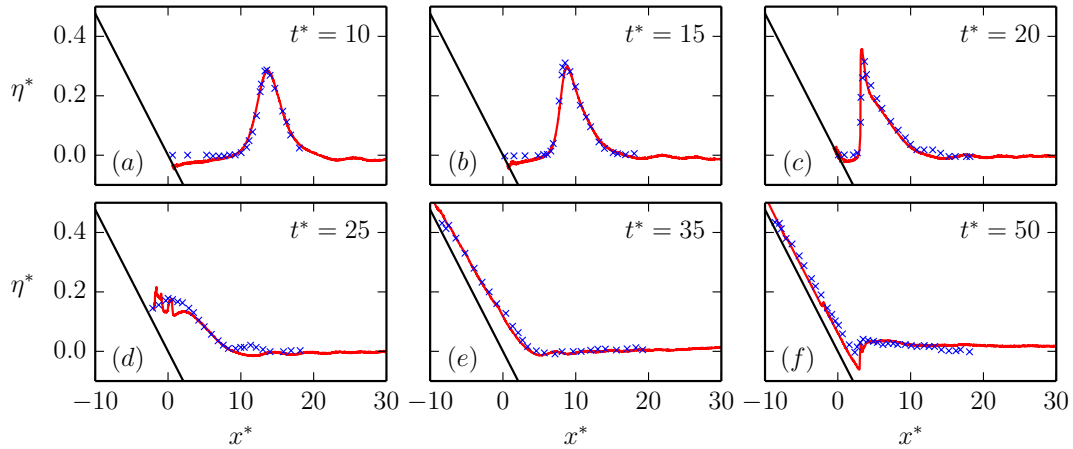 0.4
0.2
0.0
η*
t* = 10
(a)
t* = 15
(b)
t* = 20
(c)
0.4
0.2
0.0
η*
t* = 25
(d)
t* = 35
(e)
t* = 50
(f)
−10 0 10 20 30
−10 0 10 20 30
−10 0 10 20 30
x*
x*
x*